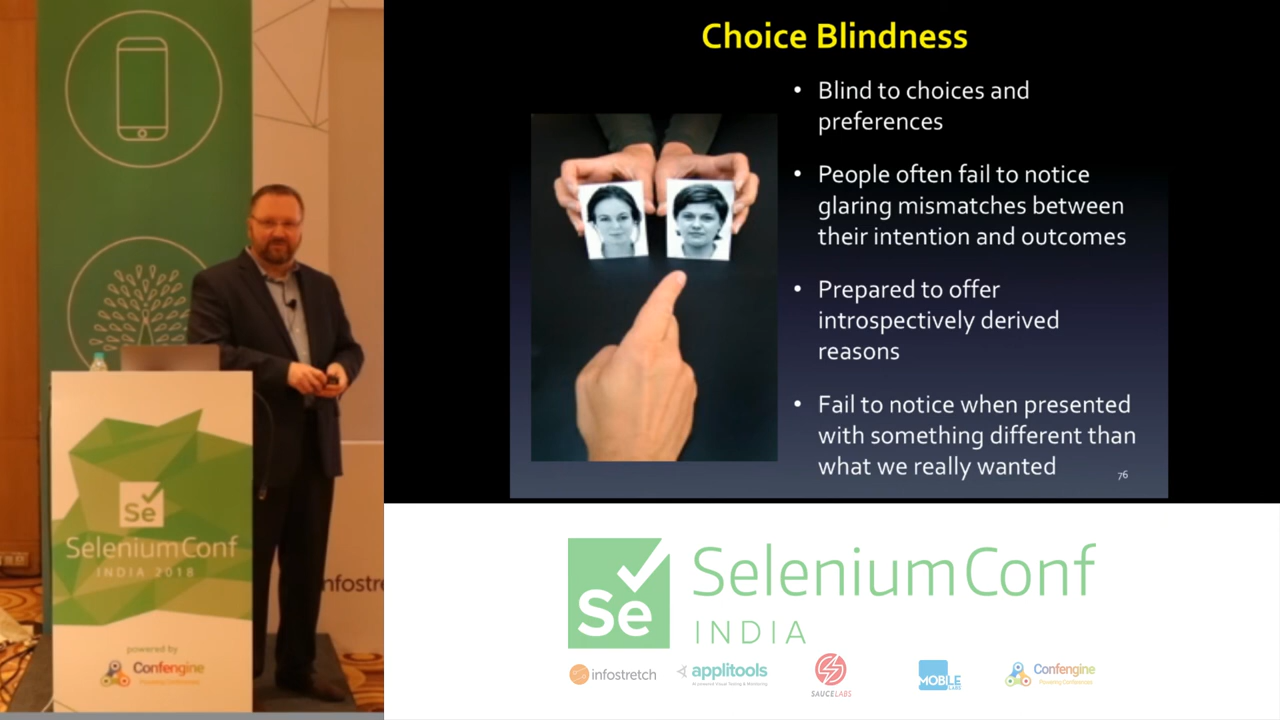 Choice Blindness
• Blind to choices and
preferences
• People often fail to notice
glaring mismatches between
their intention and outcomes
• Prepared to offer
introspectively derived
reasons
• Fail to notice when presented
with something different than
what we really wanted
76
Se
SeleniumConf
INDIA 2018
infostre
powered by
Confengine
Se
SeleniumConf
INDIA
infostretch
applitools
SAUCELABS
MOBILE
LABS
Confengine